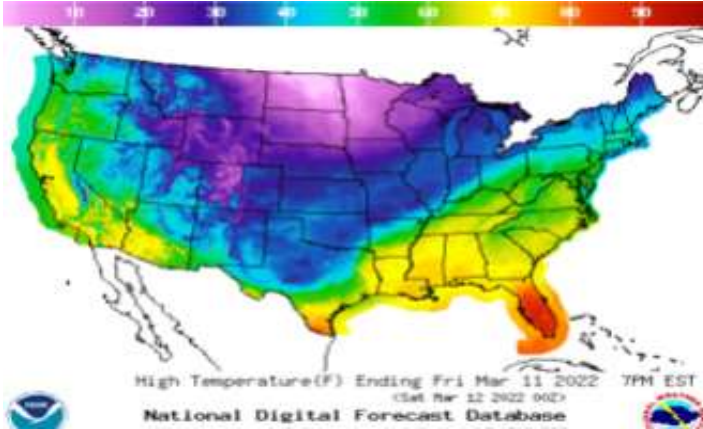 10 20 30 40 50 60 70 80 90
High Temperature(F) Ending Fri Mar 11 2022 7PM EST
(Sat Mar 12 2022 00Z)
National Digital Forecast Database